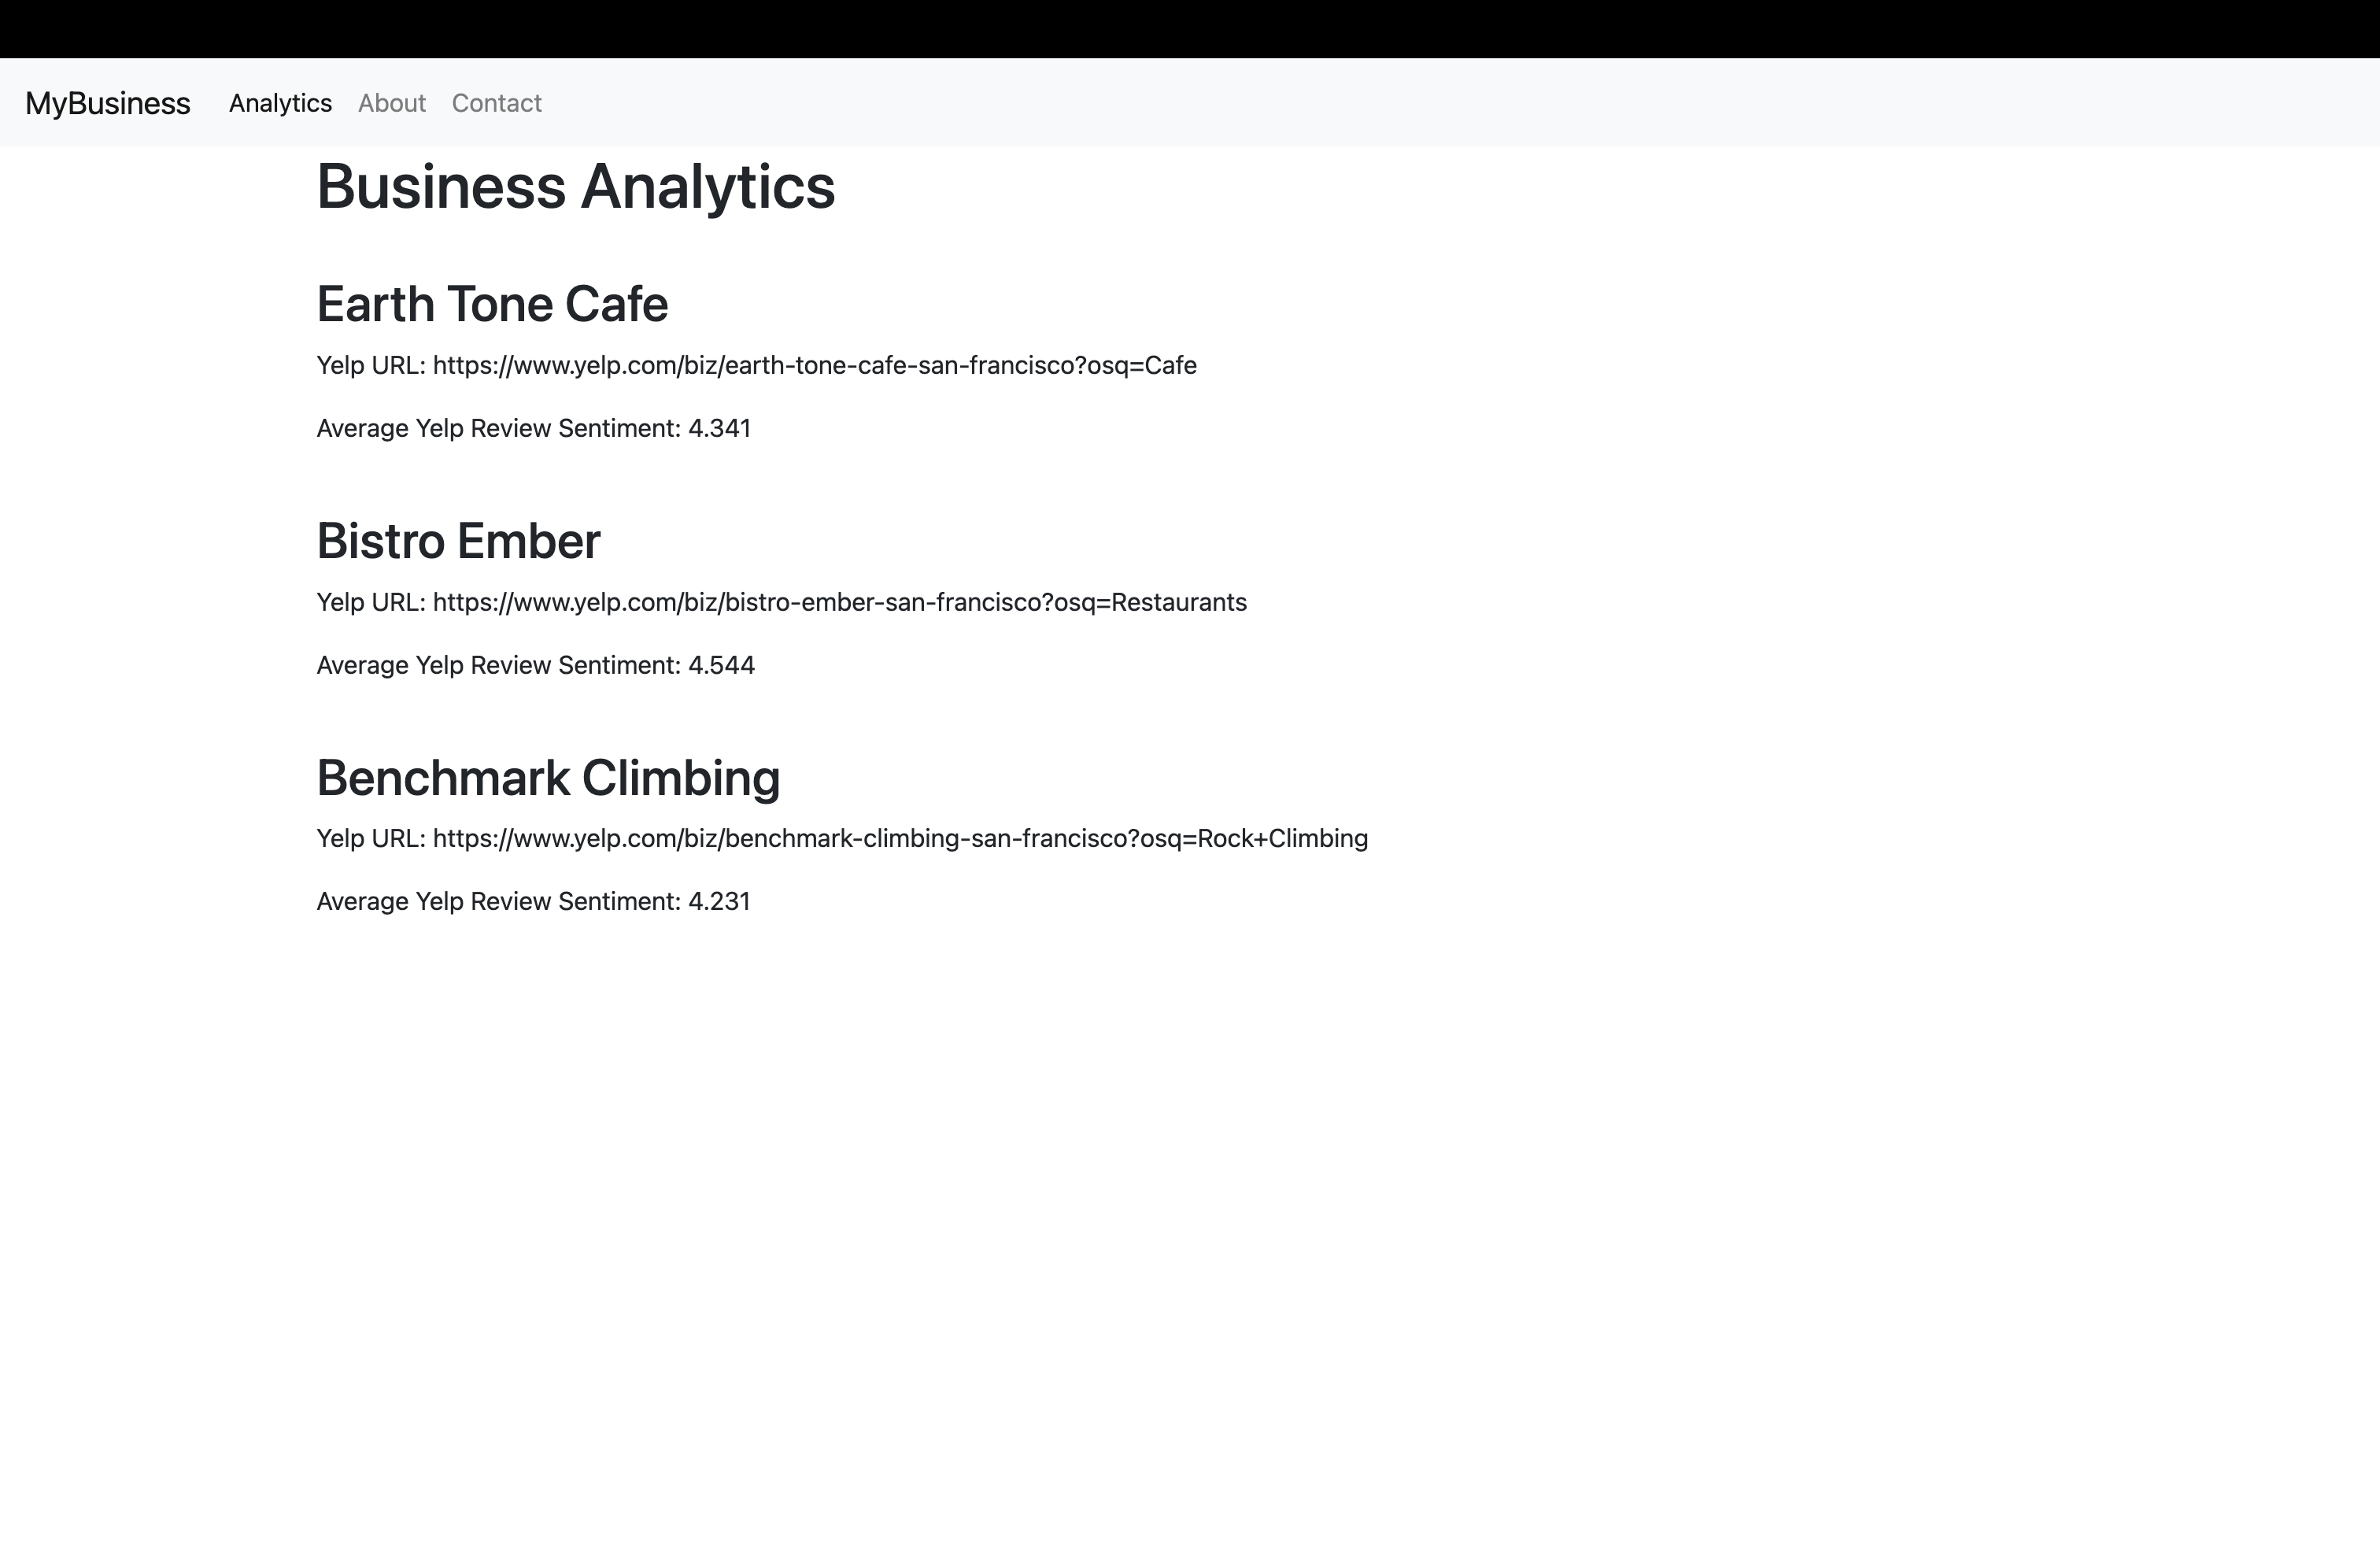 MyBusiness Analytics About Contact
Business Analytics
Earth Tone Cafe
Yelp URL: https://www.yelp.com/biz/earth-tone-cafe-san-francisco?osq=Cafe
Average Yelp Review Sentiment: 4.341
Bistro Ember
Yelp URL: https://www.yelp.com/biz/bistro-ember-san-francisco?osq=Restaurants
Average Yelp Review Sentiment: 4.544
Benchmark Climbing
Yelp URL: https://www.yelp.com/biz/benchmark-climbing-san-francisco?osq=Rock+Climbing
Average Yelp Review Sentiment: 4.231